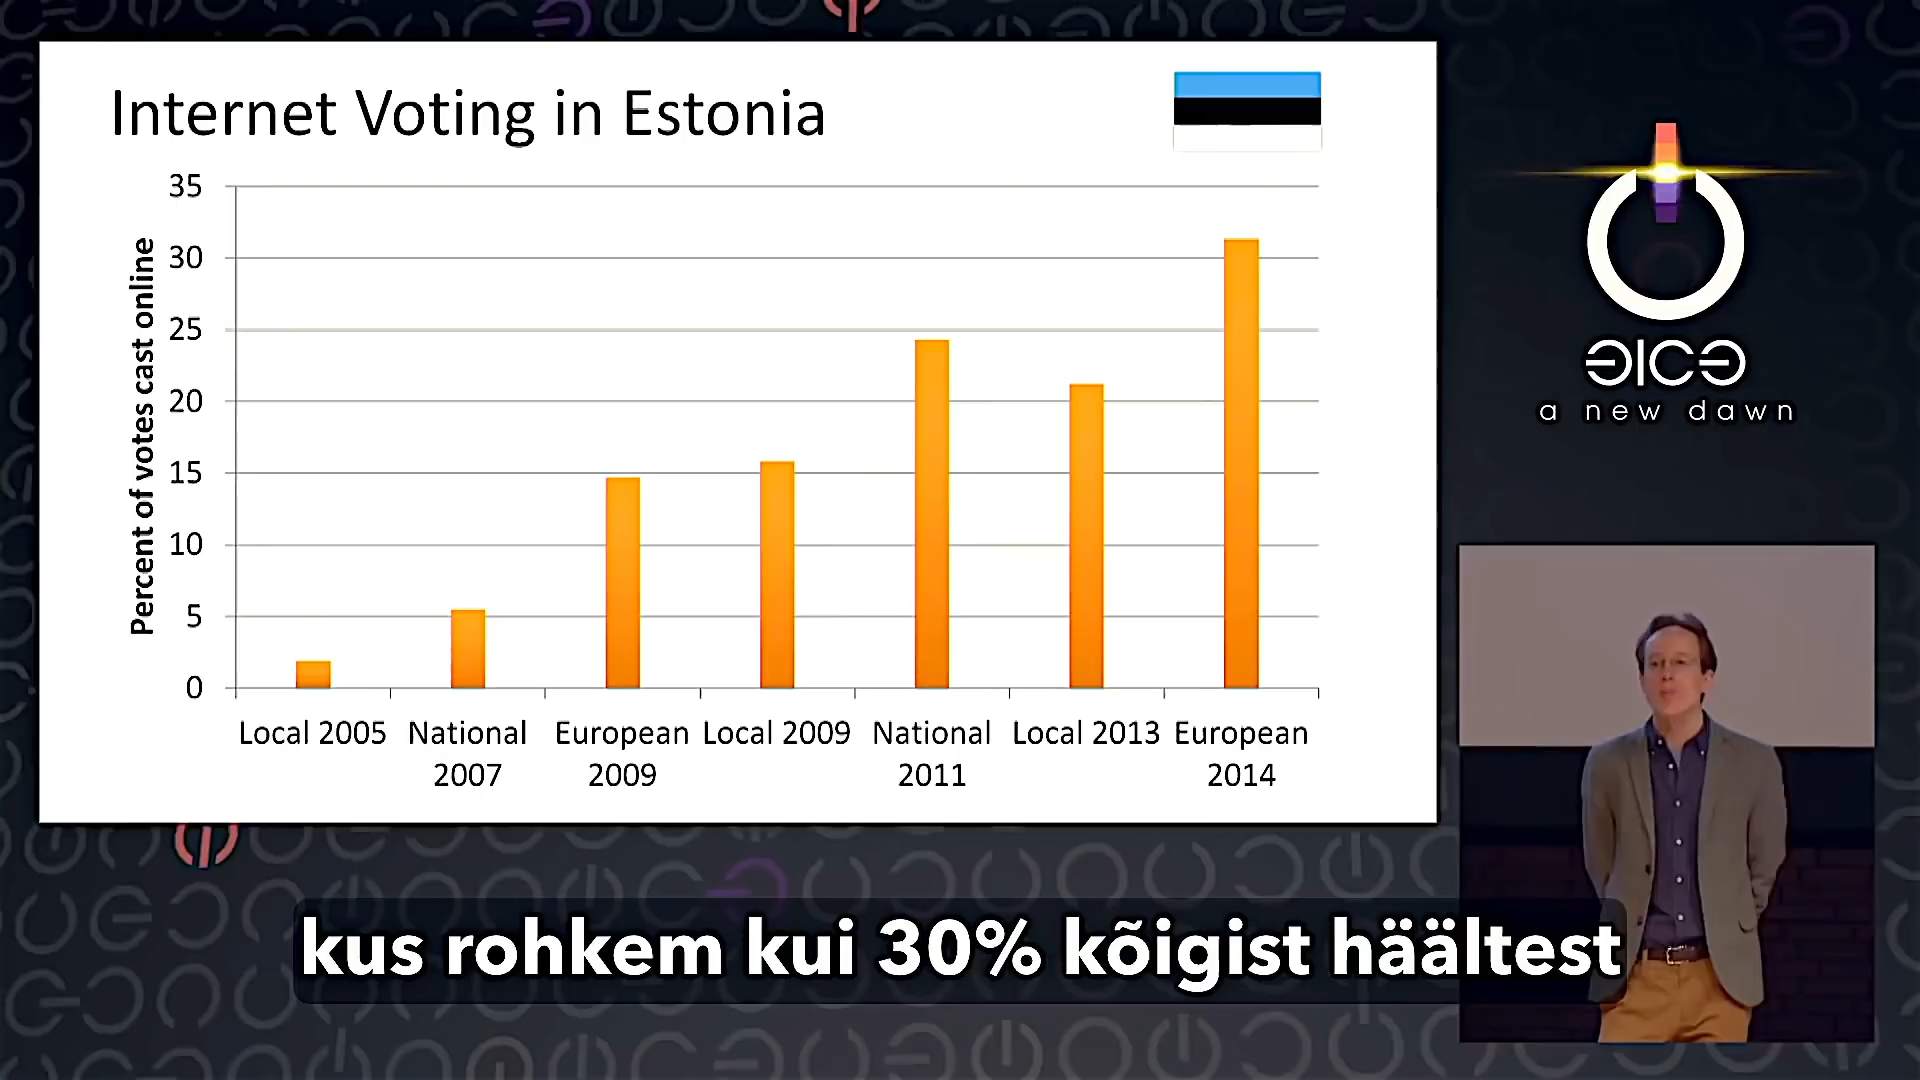 Internet Voting in Estonia
Percent of votes cast online
35
30
25
20
15
10
5
0
Local 2005
National 2007
European 2009
Local 2009
National 2011
Local 2013
European 2014
a new dawn
kus rohkem kui 30% kõigist häältest